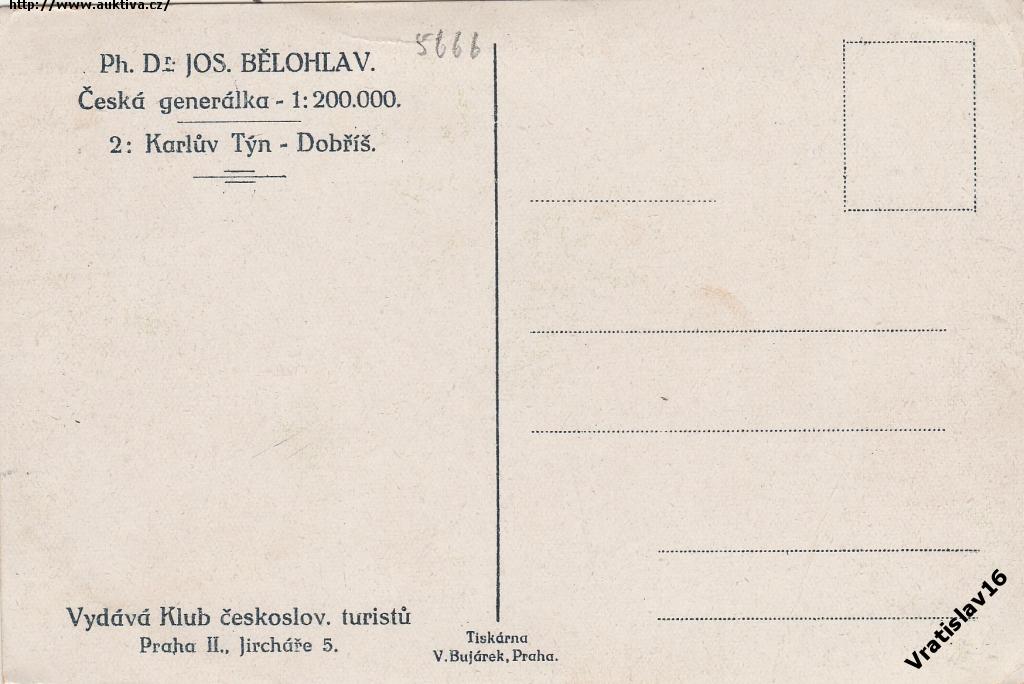 http://www.auktiva.cz/
5666
Ph. Dr. JOS. BĚLOHLAV.
Česká generálka - 1:200.000.
2: Karlův Týn - Dobříš.
Vydává Klub českoslov. turistů
Praha II., Jircháře 5.
Tiskárna
V. Bujárek, Praha.
Vratislav16